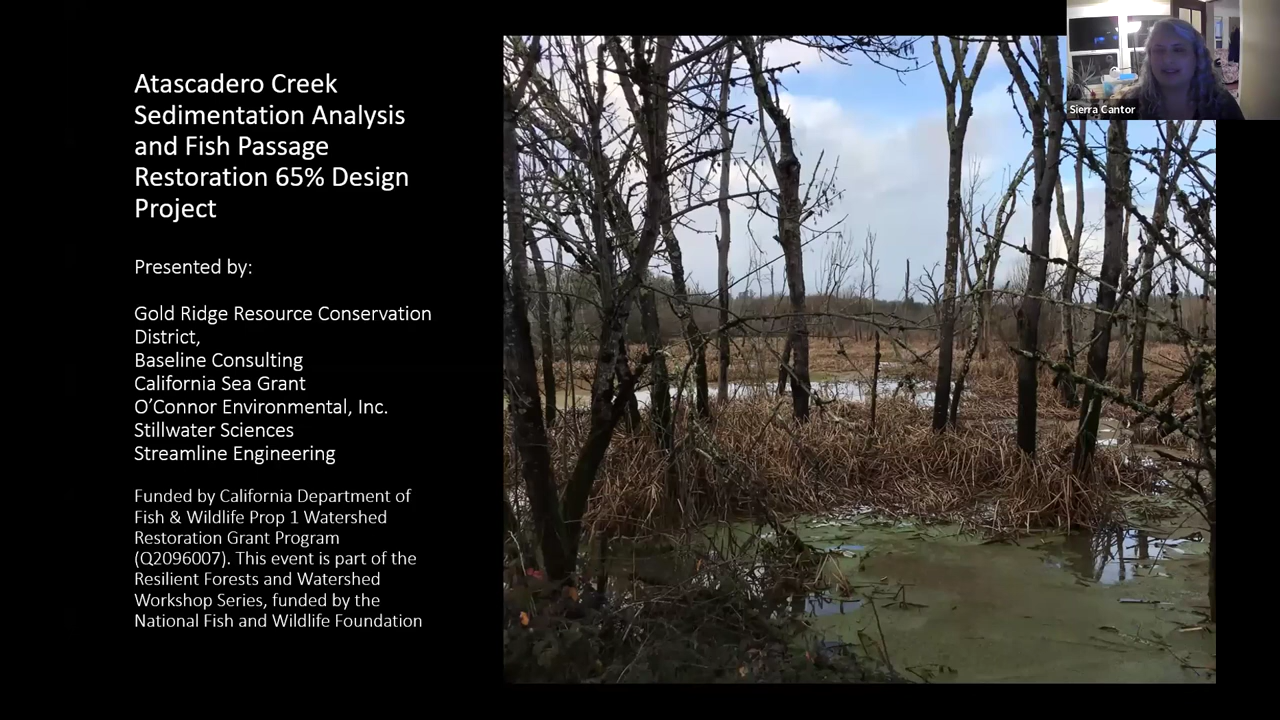 Atascadero Creek
Sedimentation Analysis
and Fish Passage
Restoration 65% Design
Project
Presented by:
Gold Ridge Resource Conservation
District,
Baseline Consulting
California Sea Grant
O’Connor Environmental, Inc.
Stillwater Sciences
Streamline Engineering
Funded by California Department of
Fish & Wildlife Prop 1 Watershed
Restoration Grant Program
(Q2096007). This event is part of the
Resilient Forests and Watershed
Workshop Series, funded by the
National Fish and Wildlife Foundation
Sierra Cantor